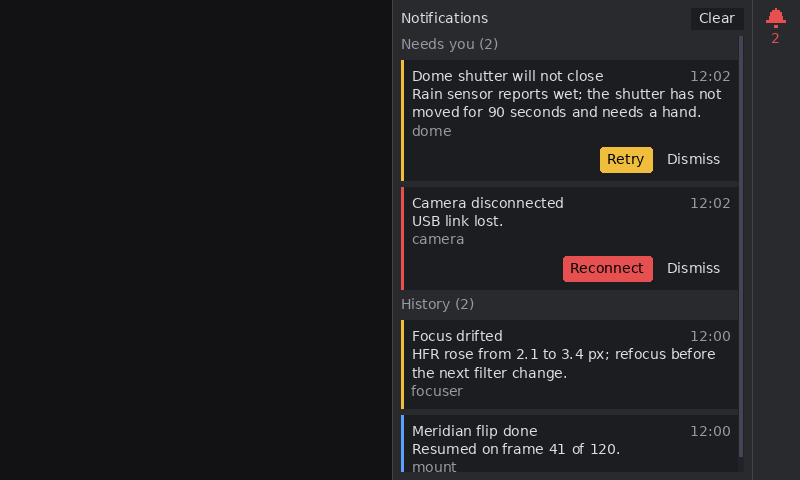 Notifications
Clear
2
Needs you (2)
Dome shutter will not close 12:02
Rain sensor reports wet; the shutter has not
moved for 90 seconds and needs a hand.
dome
Retry Dismiss
Camera disconnected 12:02
USB link lost.
camera
Reconnect Dismiss
History (2)
Focus drifted 12:00
HFR rose from 2.1 to 3.4 px; refocus before
the next filter change.
focuser
Meridian flip done 12:00
Resumed on frame 41 of 120.
mount